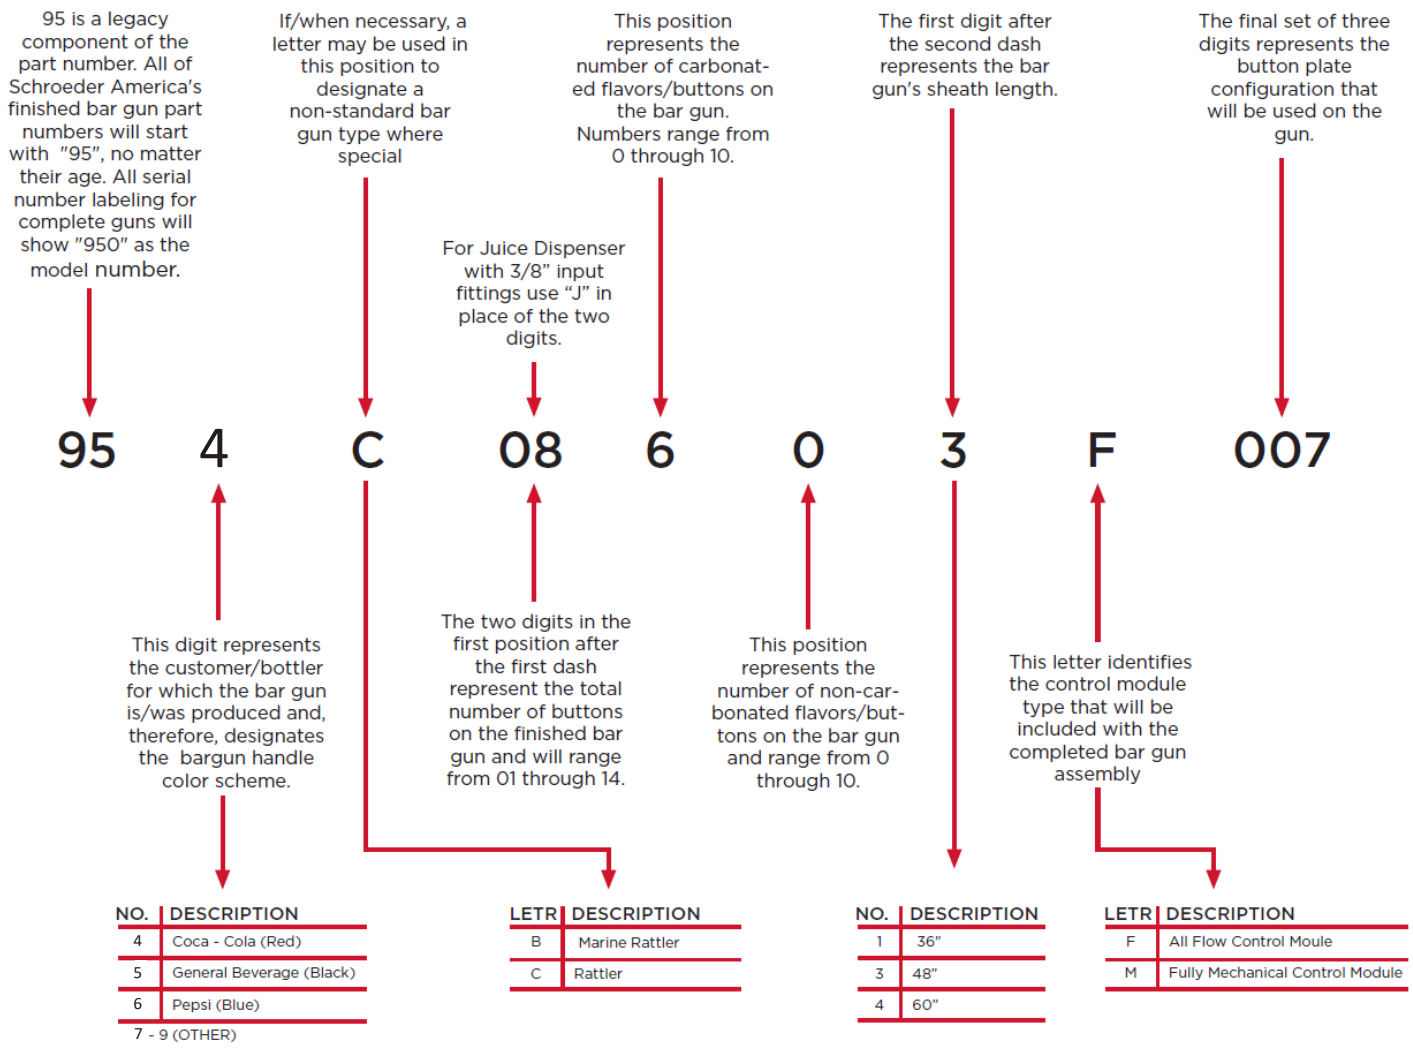 95 is a legacy
component of the
part number. All of
Schroeder America's
finished bar gun part
numbers will start
with "95", no matter
their age. All serial
number labeling for
complete guns will
show "950" as the
model number.
If/when necessary, a
letter may be used in
this position to
designate a
non-standard bar
gun type where
special
For Juice Dispenser
with 3/8” input
fittings use “J” in
place of the two
digits.
This position
represents the
number of carbonat-
ed flavors/buttons on
the bar gun.
Numbers range from
0 through 10.
The first digit after
the second dash
represents the bar
gun's sheath length.
The final set of three
digits represents the
button plate
configuration that
will be used on the
gun.
95 4 C 08 6 0 3 F 007
This digit represents
the customer/bottler
for which the bar gun
is/was produced and,
therefore, designates
the bargun handle
color scheme.
The two digits in the
first position after
the first dash
represent the total
number of buttons
on the finished bar
gun and will range
from 01 through 14.
This position
represents the
number of non-car-
bonated flavors/but-
tons on the bar gun
and range from 0
through 10.
This letter identifies
the control module
type that will be
included with the
completed bar gun
assembly
NO. DESCRIPTION
4 Coca - Cola (Red)
5 General Beverage (Black)
6 Pepsi (Blue)
7 - 9 (OTHER)
LETR DESCRIPTION
B Marine Rattler
C Rattler
NO. DESCRIPTION
1 36”
3 48”
4 60”
LETR DESCRIPTION
F All Flow Control Moule
M Fully Mechanical Control Module